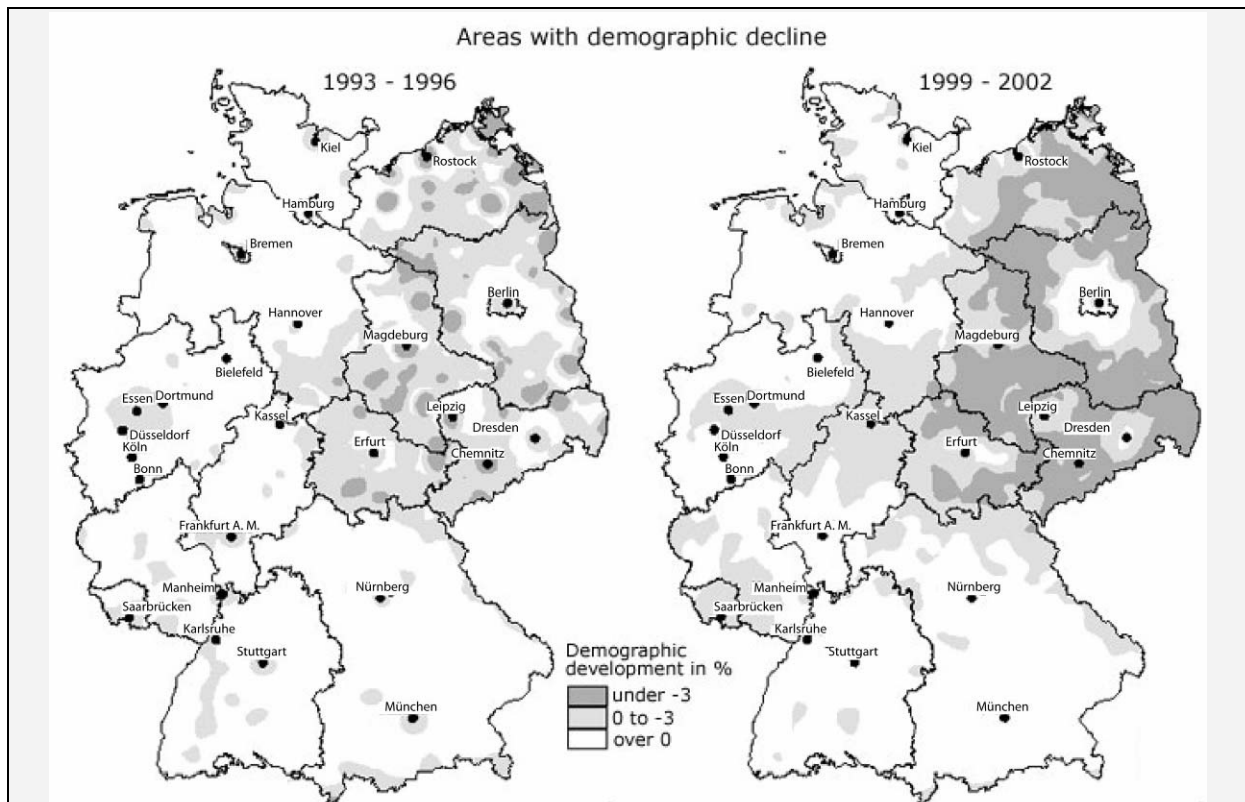 Areas with demographic decline
1993 - 1996
Kiel
Rostock
Hamburg
Bremen
Berlin
Hannover
Magdeburg
Bielefeld
Essen
Dortmund
Kassel
Leipzig
Düsseldorf
Dresden
Köln
Erfurt
Chemnitz
Bonn
Frankfurt A. M.
Manheim
Nürnberg
Saarbrücken
Karlsruhe
Stuttgart
München
1999 - 2002
Kiel
Rostock
Hamburg
Bremen
Berlin
Hannover
Magdeburg
Bielefeld
Essen
Dortmund
Kassel
Leipzig
Düsseldorf
Dresden
Köln
Erfurt
Chemnitz
Bonn
Frankfurt A. M.
Manheim
Nürnberg
Saarbrücken
Karlsruhe
Stuttgart
München
Demographic
development in %
under -3
0 to -3
over 0